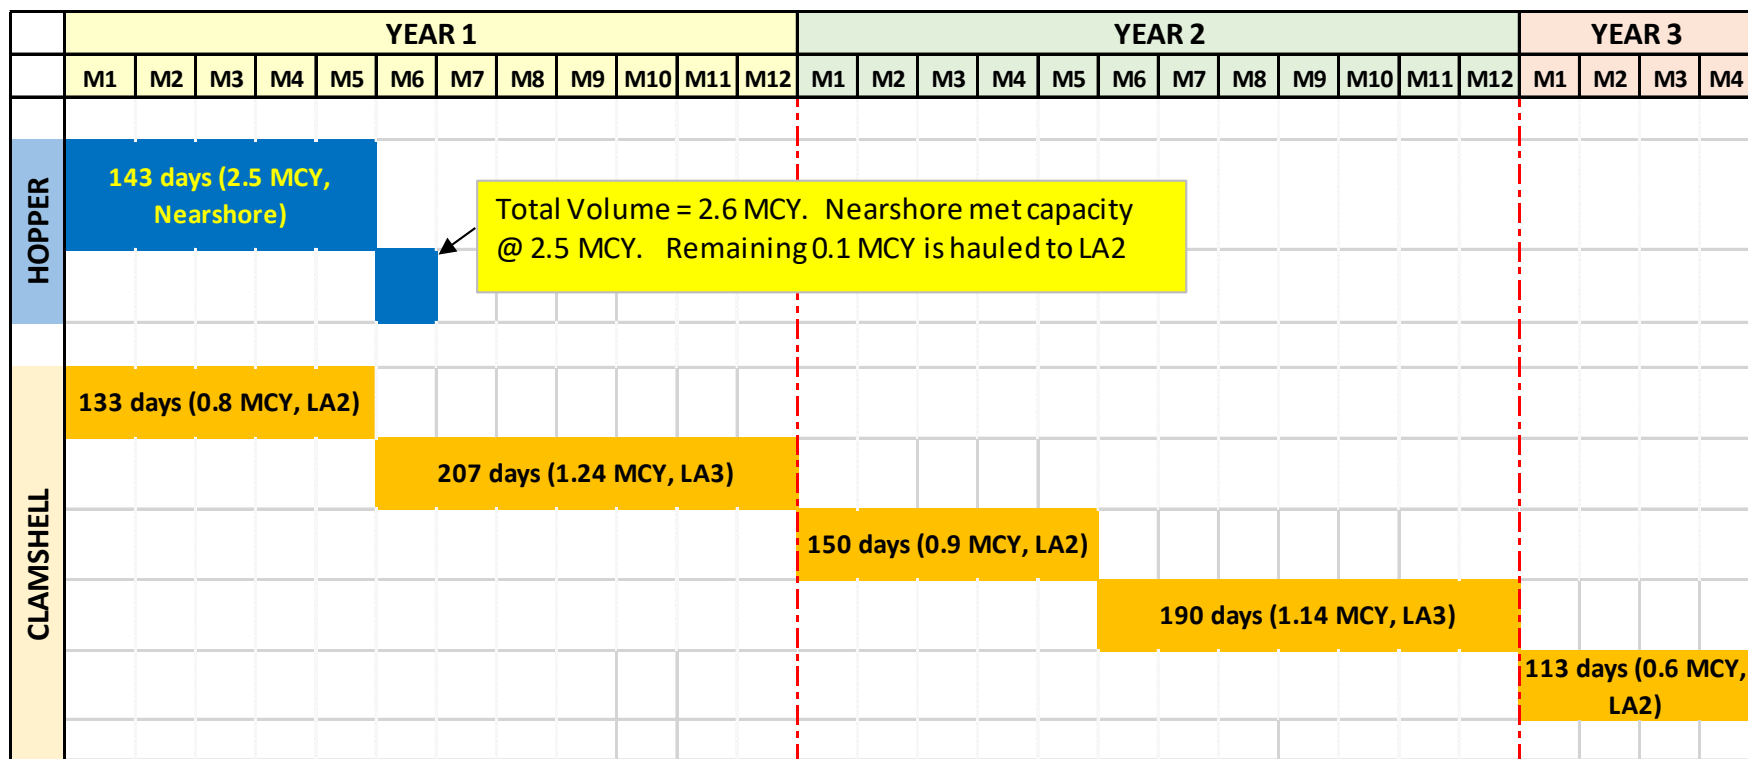 YEAR 1 YEAR 2 YEAR 3
M1 M2 M3 M4 M5 M6 M7 M8 M9 M10 M11 M12 M1 M2 M3 M4 M5 M6 M7 M8 M9 M10 M11 M12 M1 M2 M3 M4
HOPPER
143 days (2.5 MCY,
Nearshore)
Total Volume = 2.6 MCY. Nearshore met capacity
@ 2.5 MCY. Remaining 0.1 MCY is hauled to LA2
CLAMSHELL
133 days (0.8 MCY, LA2)
207 days (1.24 MCY, LA3)
150 days (0.9 MCY, LA2)
190 days (1.14 MCY, LA3)
113 days (0.6 MCY,
LA2)